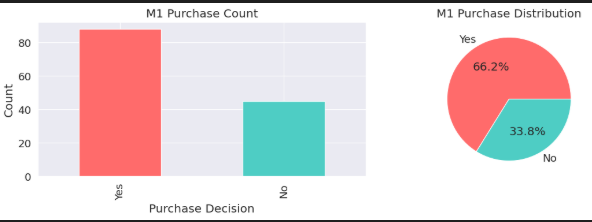 M1 Purchase Count
80
60
40
20
0
Count
Yes
No
Purchase Decision
M1 Purchase Distribution
Yes
66.2%
33.8%
No